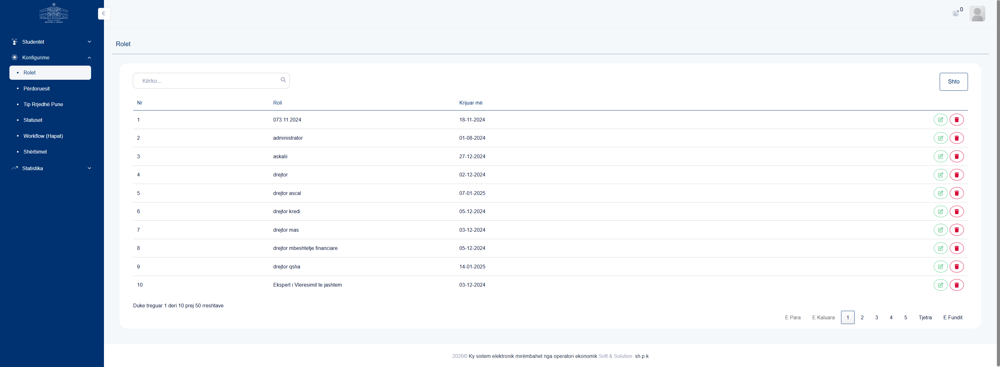 0
Studentët
Konfigurime
Rolet
Përdoruesit
Tip Rrjedhë Pune
Statuset
Workflow (Hapat)
Shërbimet
Statistika
Rolet
Kërko...
Shto
Nr Roli Krijuar më
1 073.11.2024 18-11-2024
2 administrator 01-08-2024
3 askalii 27-12-2024
4 drejtor 02-12-2024
5 drejtor ascal 07-01-2025
6 drejtor kredi 05-12-2024
7 drejtor mas 03-12-2024
8 drejtor mbeshtetje financiare 05-12-2024
9 drejtor qsha 14-01-2025
10 Ekspert i Vleresimit te jashtem 03-12-2024
Duke treguar 1 deri 10 prej 50 rreshtave
E Para E Kaluara 1 2 3 4 5 Tjetra E Fundit
2026© Ky sistem elektronik mirëmbahet nga operatori ekonomik Soft & Solution sh.p.k